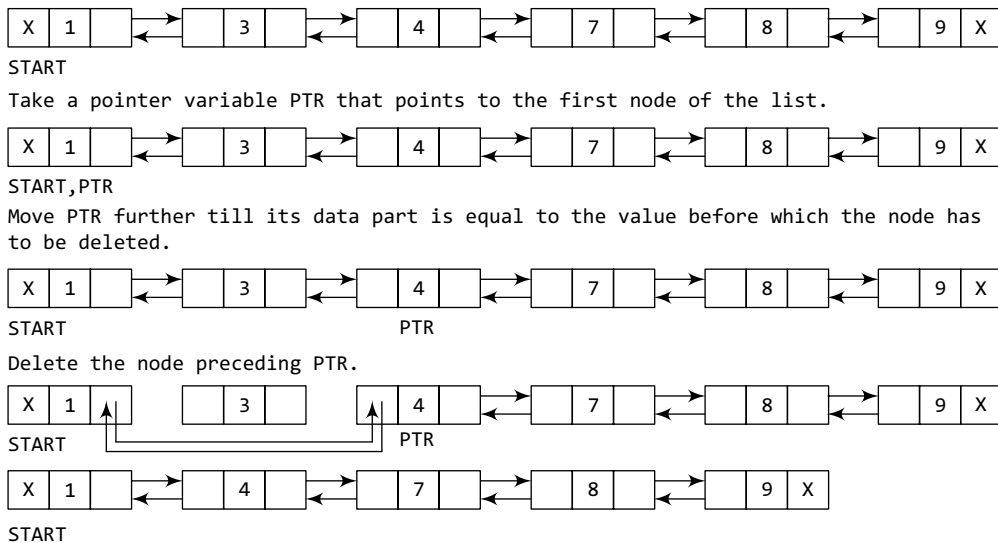 X 1 3 4 7 8 9 X
START
Take a pointer variable PTR that points to the first node of the list.
X 1 3 4 7 8 9 X
START,PTR
Move PTR further till its data part is equal to the value before which the node has
to be deleted.
X 1 3 4 7 8 9 X
START PTR
Delete the node preceding PTR.
X 1 3 4 7 8 9 X
START PTR
X 1 4 7 8 9 X
START